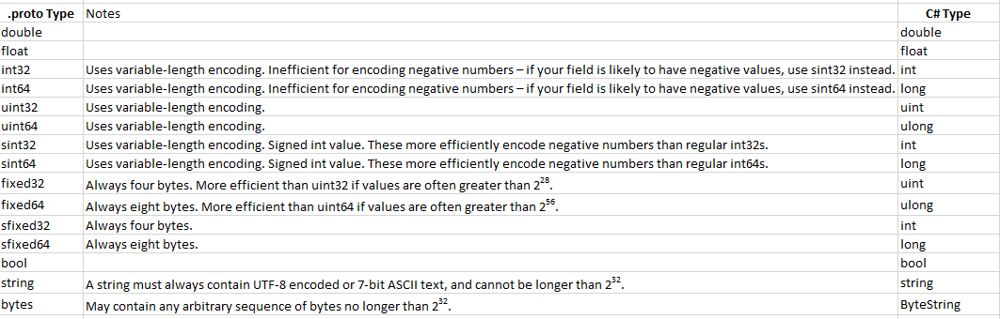 .proto Type Notes C# Type
double double
float float
int32 Uses variable-length encoding. Inefficient for encoding negative numbers – if your field is likely to have negative values, use sint32 instead. int
int64 Uses variable-length encoding. Inefficient for encoding negative numbers – if your field is likely to have negative values, use sint64 instead. long
uint32 Uses variable-length encoding. uint
uint64 Uses variable-length encoding. ulong
sint32 Uses variable-length encoding. Signed int value. These more efficiently encode negative numbers than regular int32s. int
sint64 Uses variable-length encoding. Signed int value. These more efficiently encode negative numbers than regular int64s. long
fixed32 Always four bytes. More efficient than uint32 if values are often greater than 2²⁸. uint
fixed64 Always eight bytes. More efficient than uint64 if values are often greater than 2⁵⁶. ulong
sfixed32 Always four bytes. int
sfixed64 Always eight bytes. long
bool bool
string A string must always contain UTF-8 encoded or 7-bit ASCII text, and cannot be longer than 2³². string
bytes May contain any arbitrary sequence of bytes no longer than 2³². ByteString